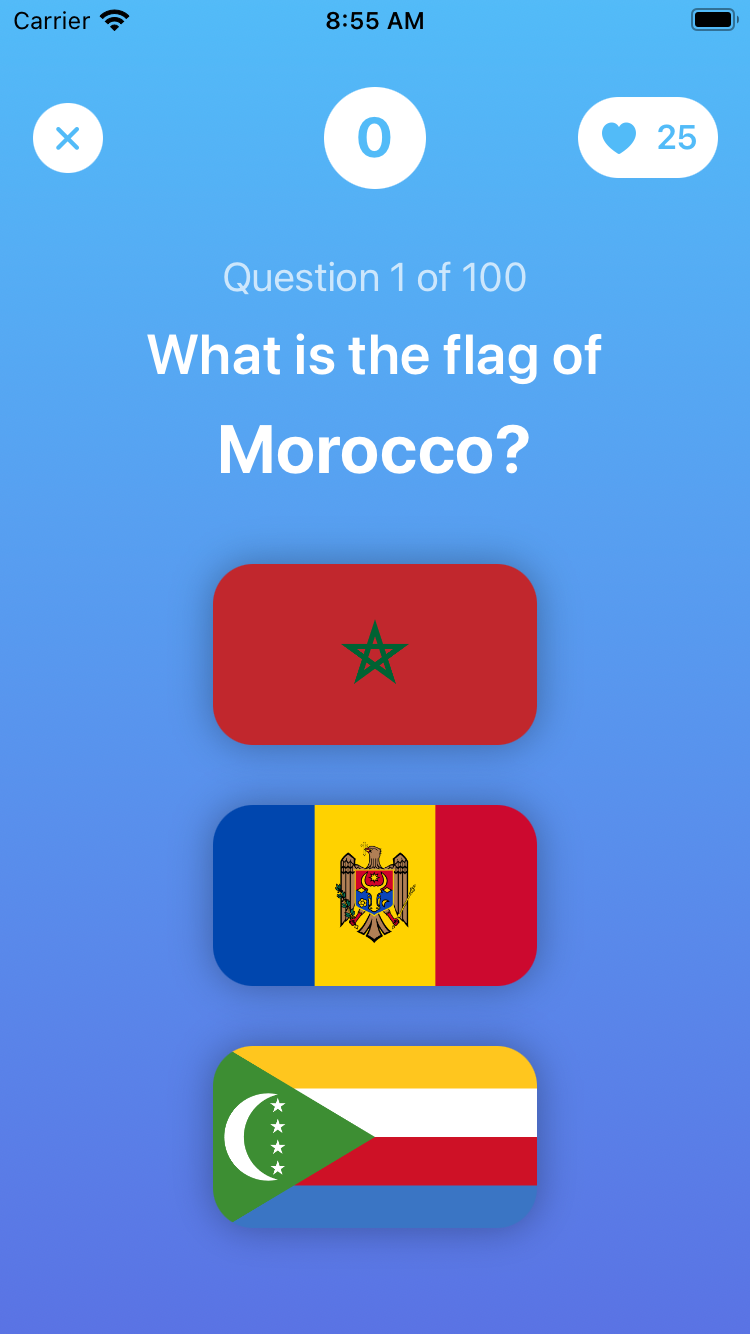 Carrier 8:55 AM
0
25
Question 1 of 100
What is the flag of
Morocco?